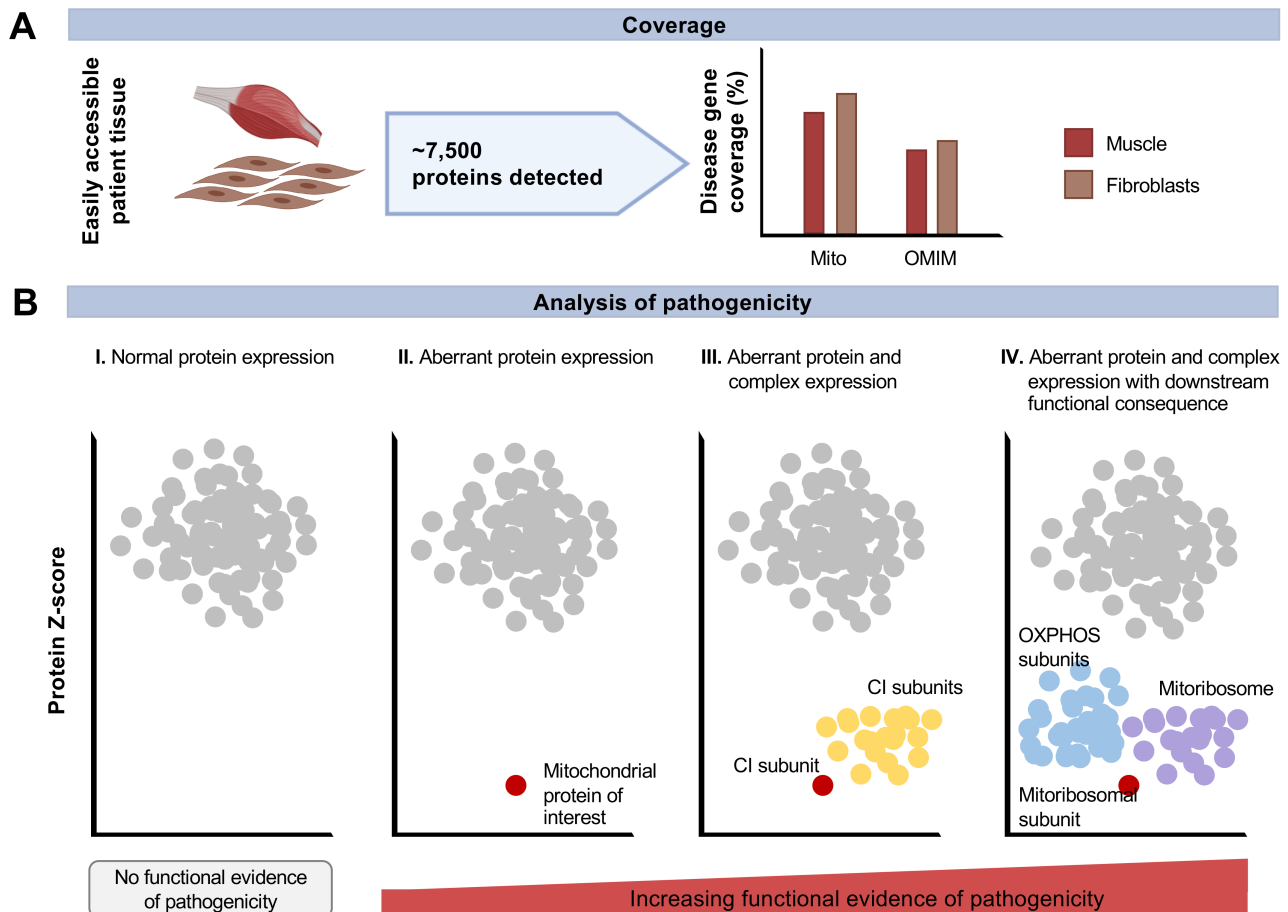 A
Coverage
Easily accessible
patient tissue
~7,500
proteins detected
Disease gene
coverage (%)
Mito
OMIM
Muscle
Fibroblasts
B
Analysis of pathogenicity
I. Normal protein expression
II. Aberrant protein expression
III. Aberrant protein and
complex expression
IV. Aberrant protein and complex
expression with downstream
functional consequence
Protein Z-score
Mitochondrial
protein of
interest
CI subunits
CI subunit
OXPHOS
subunits
Mitoribosome
Mitoribosomal
subunit
No functional evidence
of pathogenicity
Increasing functional evidence of pathogenicity